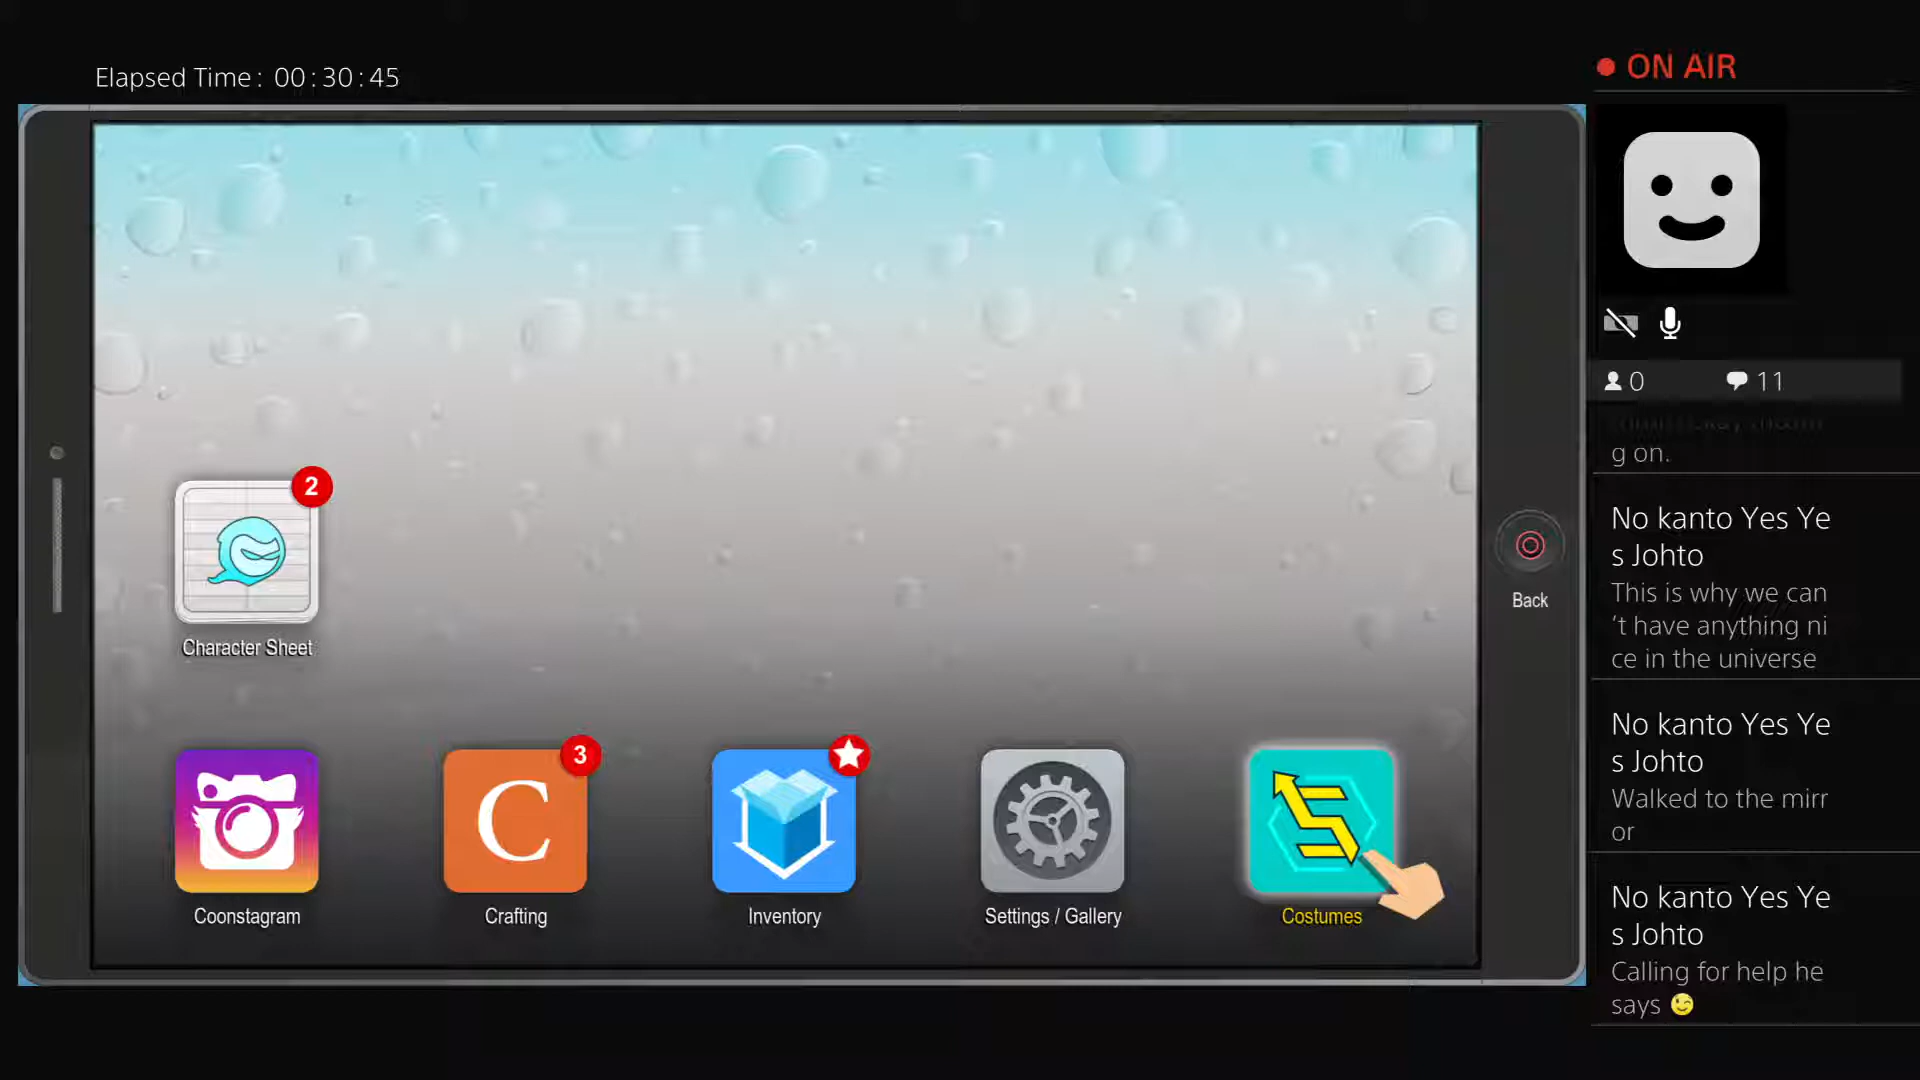 Elapsed Time: 00:30:45
ON AIR
0
11
g on.
No kanto Yes Ye
s Johto
This is why we can
‘t have anything ni
ce in the universe
No kanto Yes Ye
s Johto
Walked to the mirr
or
No kanto Yes Ye
s Johto
Calling for help he
says 😉
2
Character Sheet
Back
Coonstagram
3
C
Crafting
Inventory
Settings / Gallery
Costumes